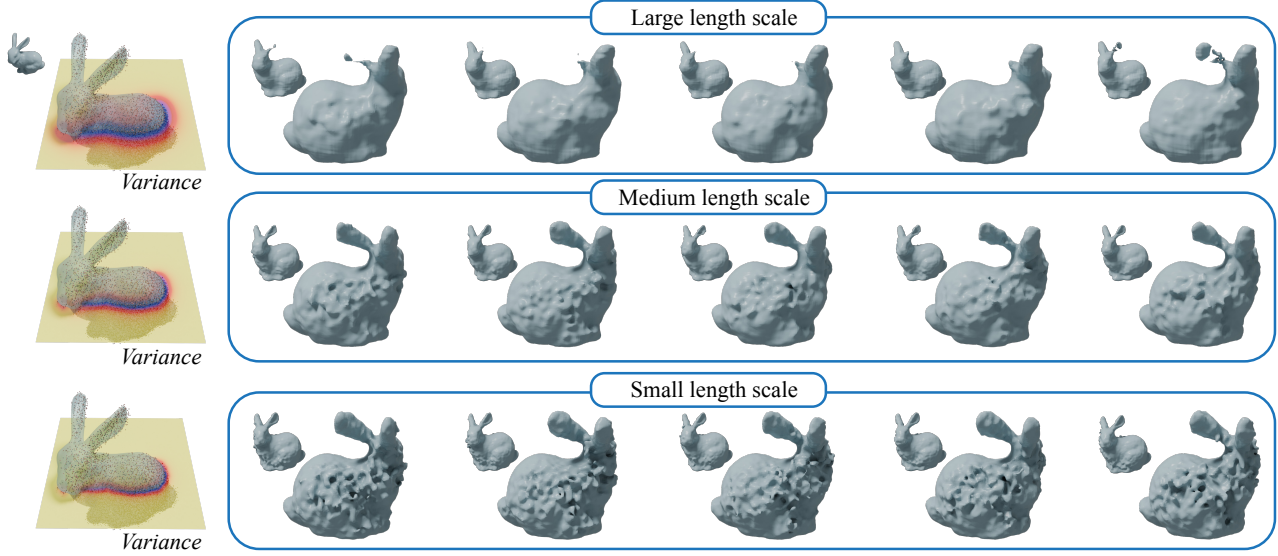 Large length scale
Variance
Medium length scale
Variance
Small length scale
Variance